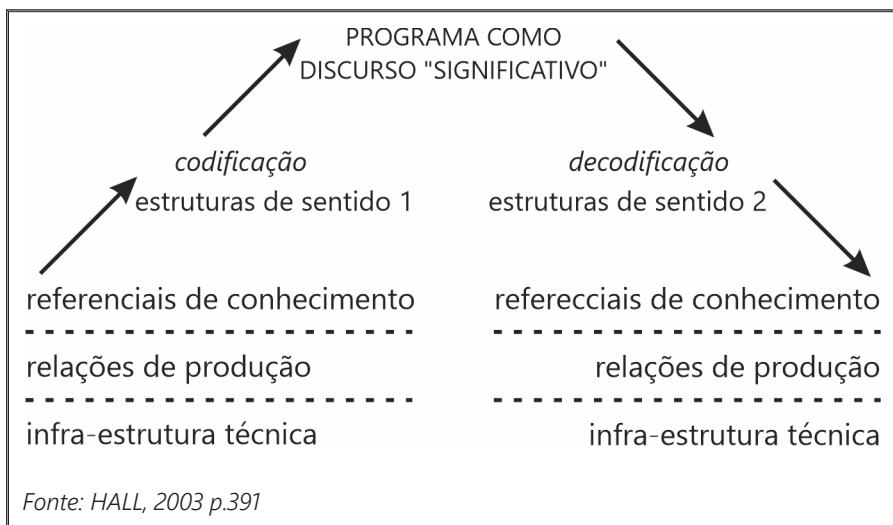 PROGRAMA COMO
DISCURSO "SIGNIFICATIVO"
codificação
estruturas de sentido 1
decodificação
estruturas de sentido 2
referenciais de conhecimento
referecciais de conhecimento
relações de produção
relações de produção
infra-estrutura técnica
infra-estrutura técnica
Fonte: HALL, 2003 p.391